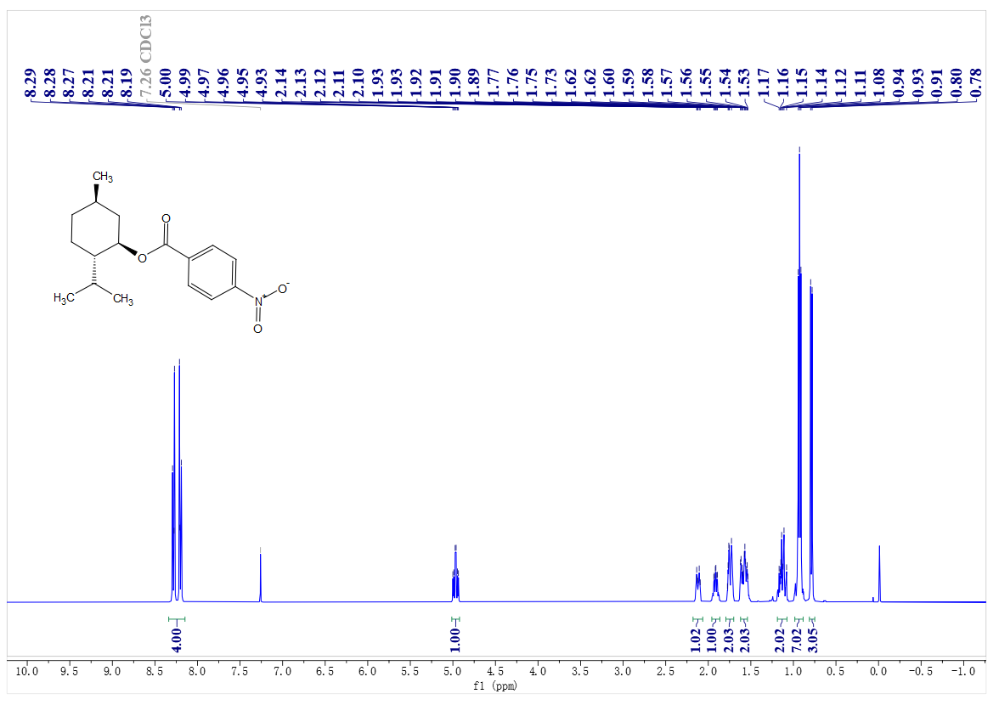 8.29 8.28 8.27 8.21 8.21 8.19 7.26 CDCl3 5.00 4.99 4.97 4.96 4.95 4.93 2.14 2.13 2.12 2.11 2.10 1.93 1.93 1.92 1.91 1.90 1.89 1.77 1.76 1.75 1.73 1.62 1.62 1.60 1.59 1.58 1.57 1.56 1.55 1.54 1.53 1.17 1.16 1.15 1.14 1.12 1.11 1.08 0.94 0.93 0.91 0.80 0.78
CH3
O
O
O-
N+
H3C
CH3
O
4.00 1.00 1.02 1.00 2.03 2.03 2.02 7.02 3.05
10.0 9.5 9.0 8.5 8.0 7.5 7.0 6.5 6.0 5.5 5.0 4.5 4.0 3.5 3.0 2.5 2.0 1.5 1.0 0.5 0.0 -0.5 -1.0
f1 (ppm)